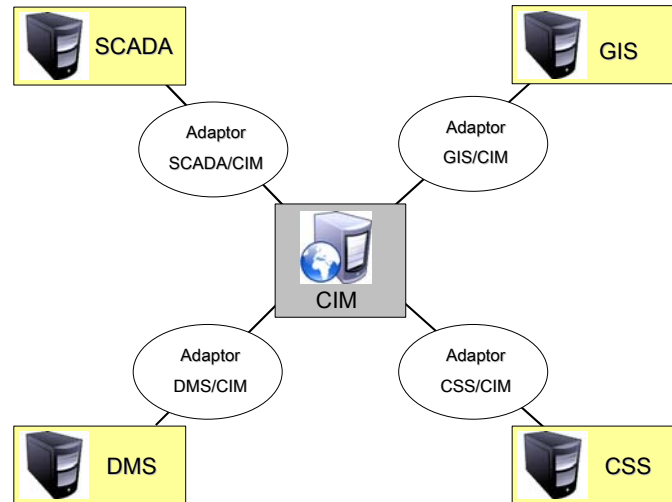 SCADA
GIS
Adaptor
SCADA/CIM
Adaptor
GIS/CIM
CIM
Adaptor
DMS/CIM
Adaptor
CSS/CIM
DMS
CSS